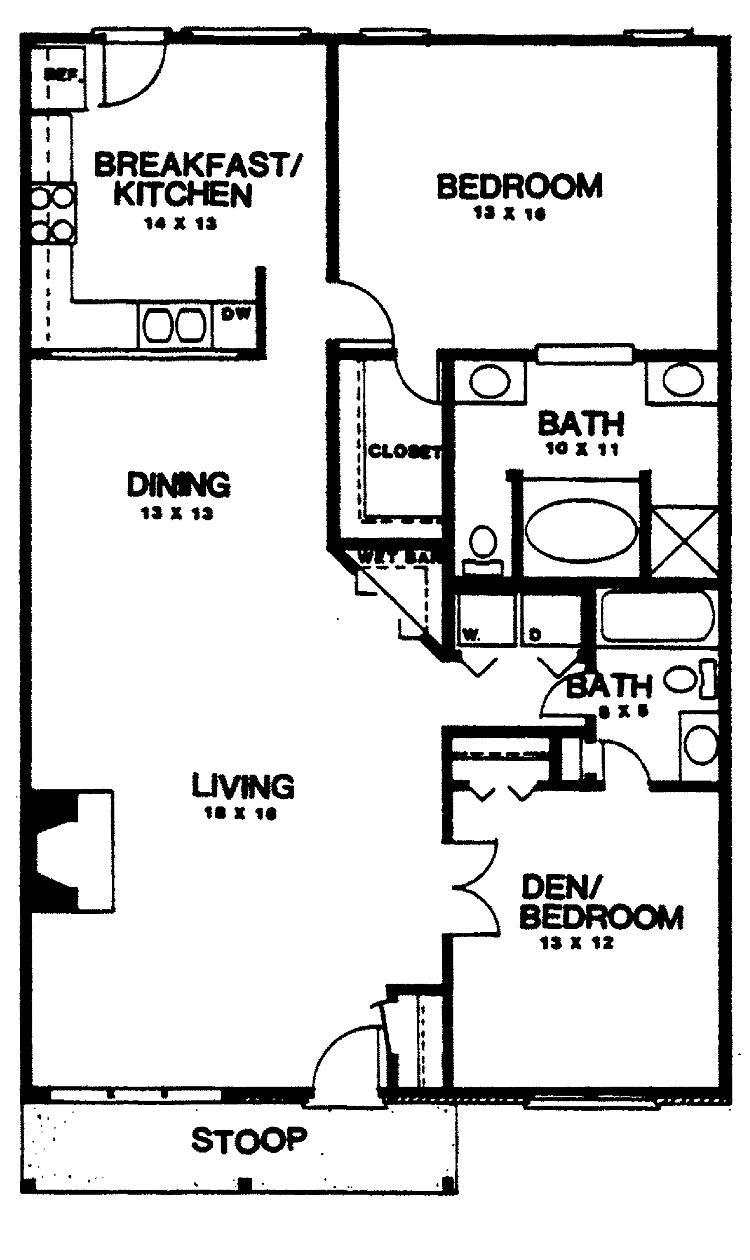 REF.
BREAKFAST/
KITCHEN
14 X 13
BEDROOM
13 X 16
DW
BATH
10 X 11
CLOSET
DINING
13 X 13
WET BAR
W.
D
BATH
8 X 5
LIVING
18 X 16
DEN/
BEDROOM
13 X 12
STOOP